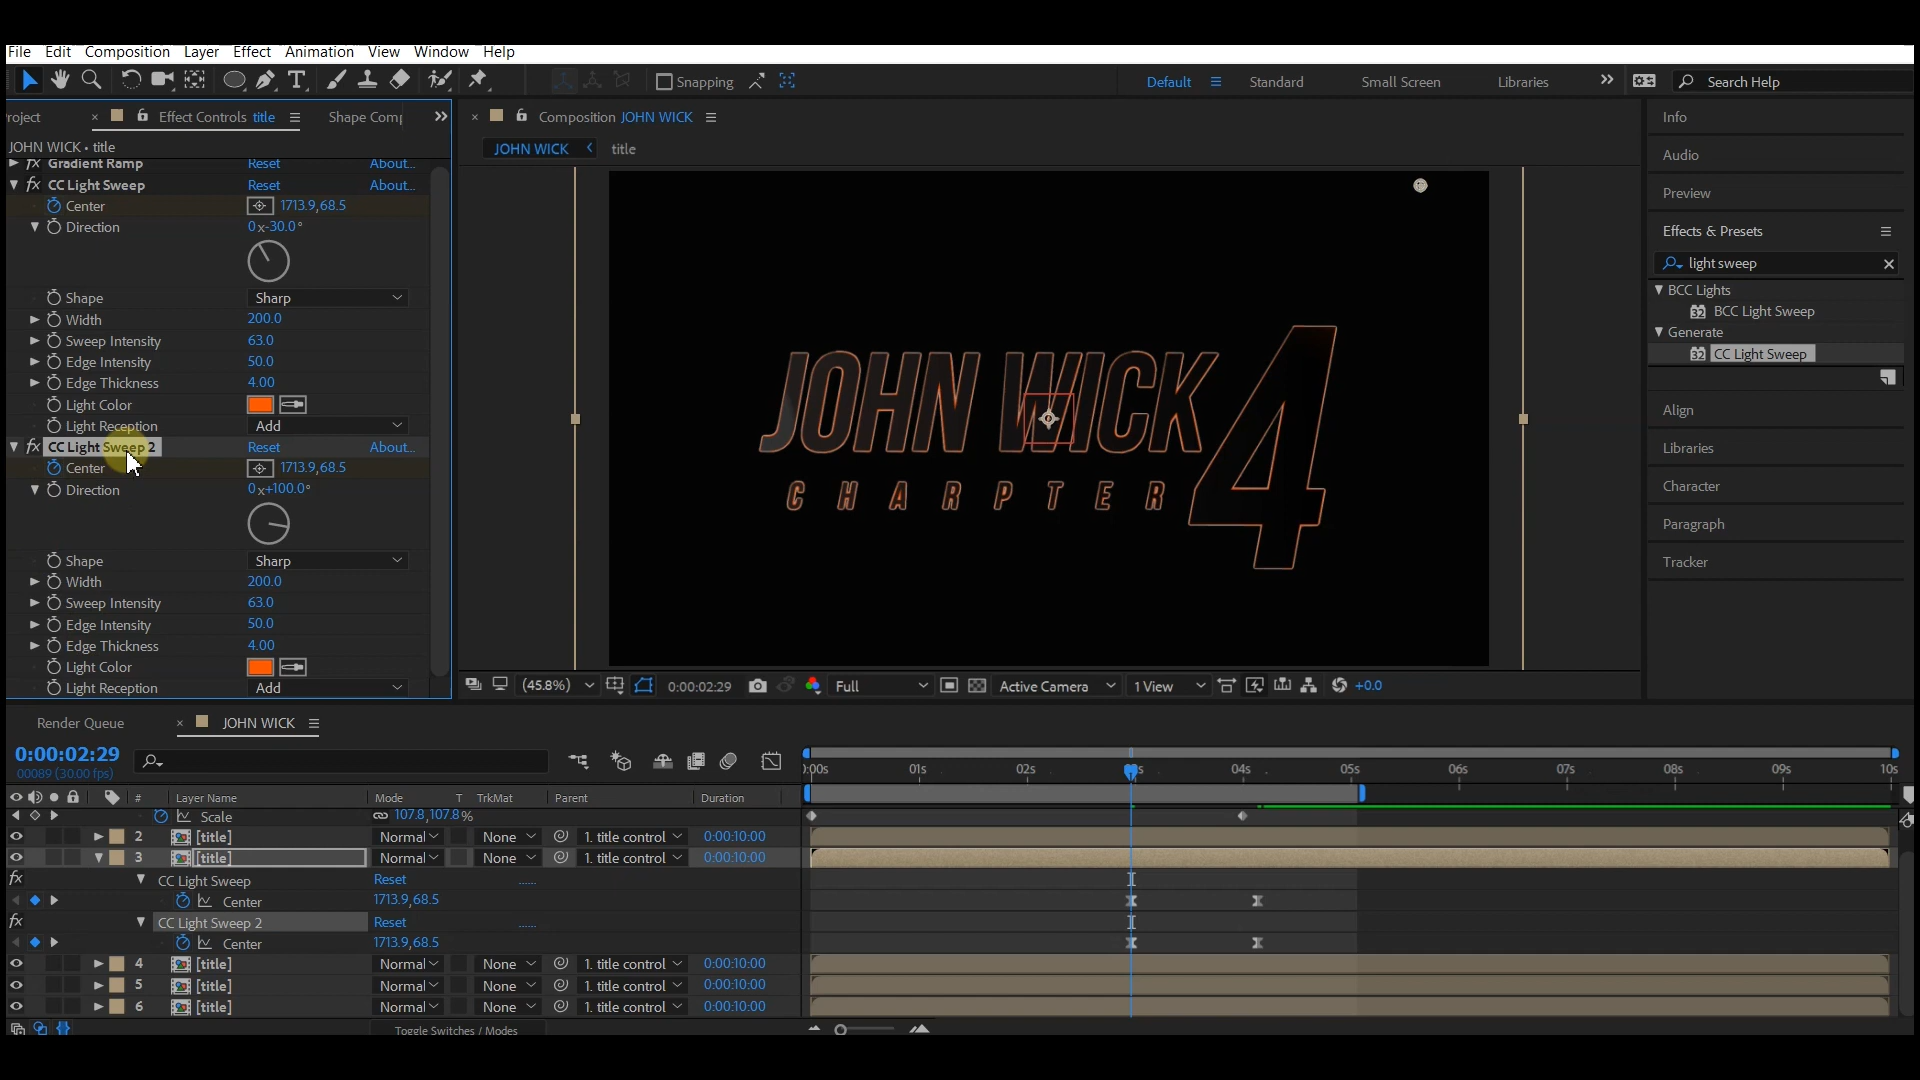 File Edit Composition Layer Effect Animation View Window Help
Snapping Default Standard Small Screen Libraries Search Help
roject Effect Controls title Shape Comp
JOHN WICK • title
Gradient Ramp Reset About...
CC Light Sweep Reset About...
Center 1713.9,68.5
Direction 0x-30.0°
Shape Sharp
Width 200.0
Sweep Intensity 63.0
Edge Intensity 50.0
Edge Thickness 4.00
Light Color
Light Reception Add
CC Light Sweep 2 Reset About...
Center 1713.9,68.5
Direction 0x+100.0°
Shape Sharp
Width 200.0
Sweep Intensity 63.0
Edge Intensity 50.0
Edge Thickness 4.00
Light Color
Light Reception Add
Composition JOHN WICK
JOHN WICK title
JOHN WICK 4
CHARPTER
(45.8%) 0:00:02:29 Full Active Camera 1 View +0.0
Info
Audio
Preview
Effects & Presets
light sweep
BCC Lights
32 BCC Light Sweep
Generate
32 CC Light Sweep
Align
Libraries
Character
Paragraph
Tracker
Render Queue JOHN WICK
0:00:02:29
00089 (30.00 fps)
):00s 01s 02s 04s 05s 06s 07s 08s 09s 10s
# Layer Name Mode T TrkMat Parent Duration
Scale 107.8,107.8%
2 [title] Normal None 1. title control 0:00:10:00
3 [title] Normal None 1. title control 0:00:10:00
fx CC Light Sweep Reset ......
Center 1713.9,68.5
fx CC Light Sweep 2 Reset ......
Center 1713.9,68.5
4 [title] Normal None 1. title control 0:00:10:00
5 [title] Normal None 1. title control 0:00:10:00
6 [title] Normal None 1. title control 0:00:10:00
Toggle Switches / Modes